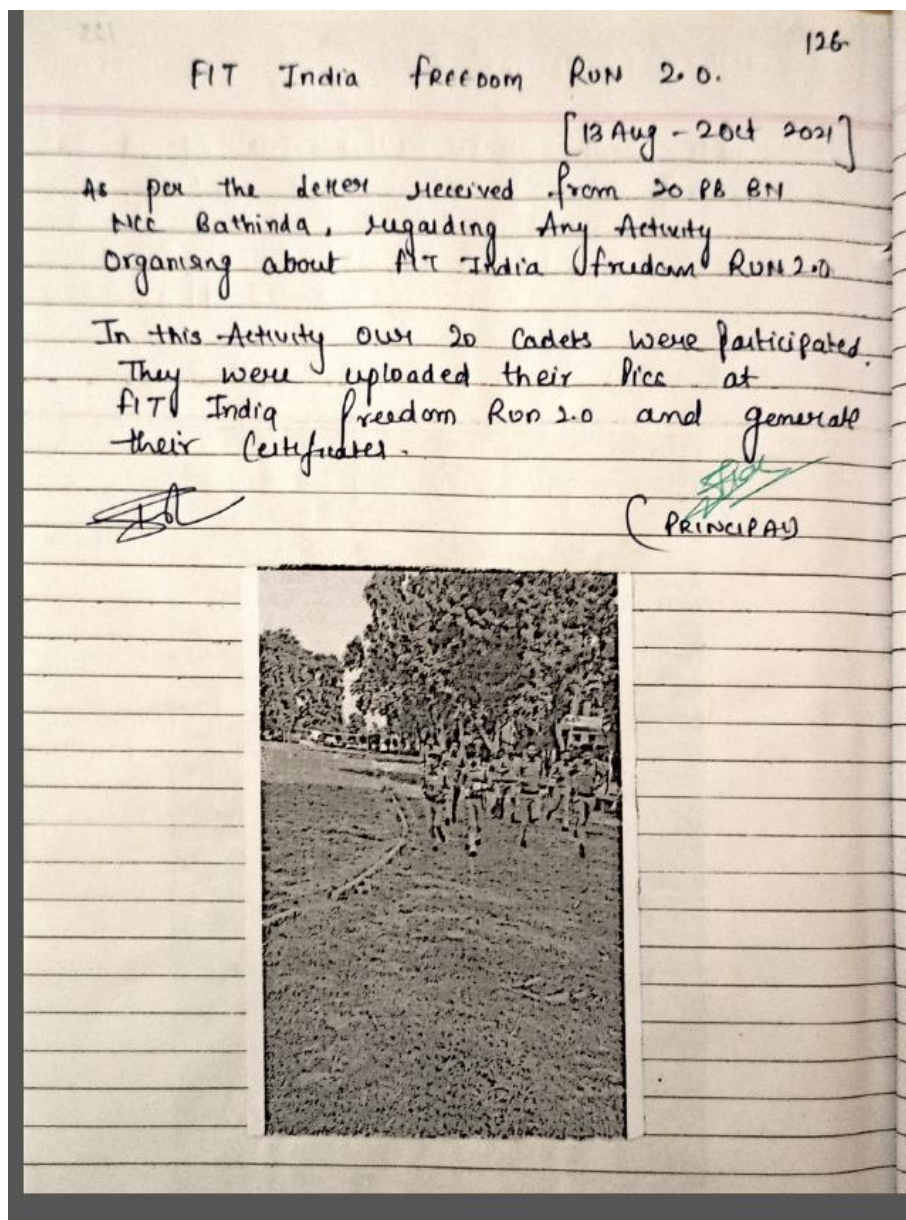 126
FIT India freedom RUN 2.0.
[13 Aug - 2 Oct 2021]
As per the letter received from 20 PB BN
NCC Bathinda, regarding Any Activity
Organisng about FIT India freedom RUN 2.0
In this Activity our 20 Cadets were Participated.
They were uploaded their Pics at
FIT India freedom Run 2.0 and generate
their Certificates.
(PRINCIPAL)